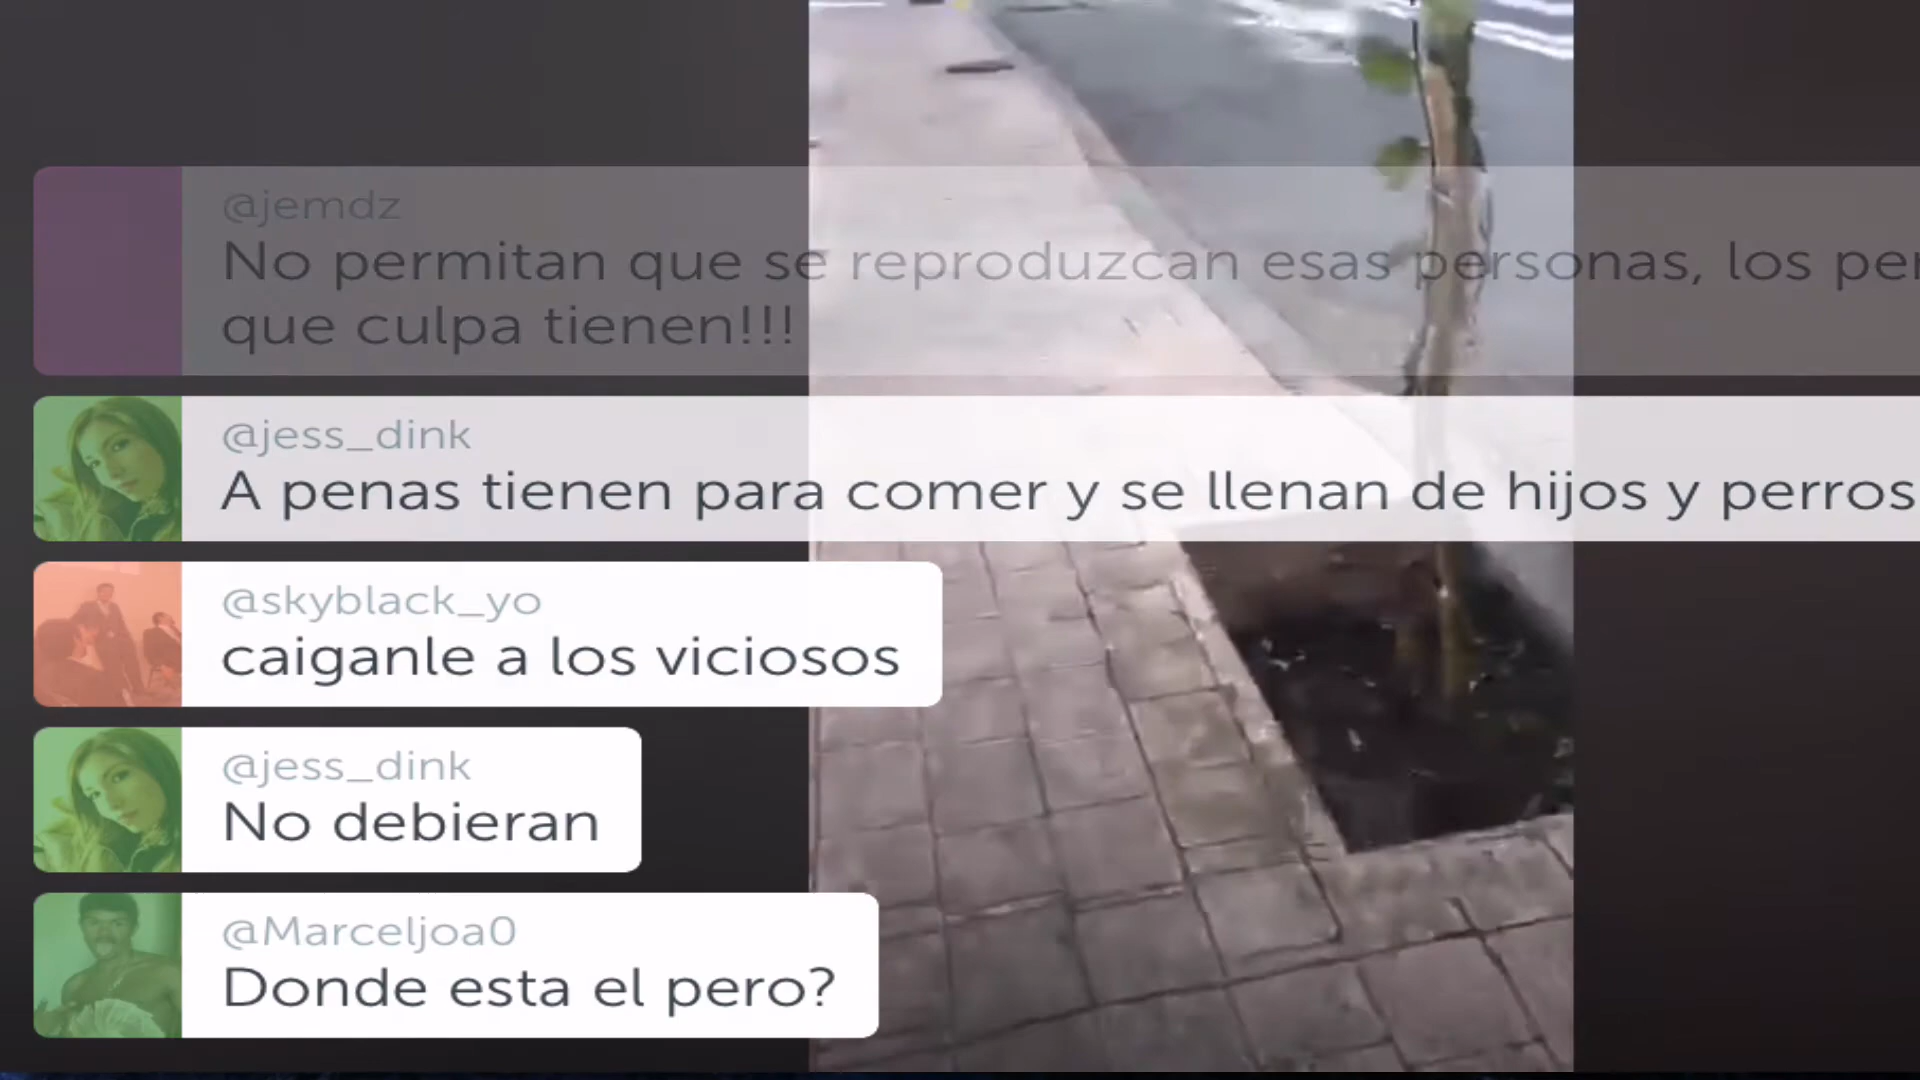 @jemdz
No permitan que se reproduzcan esas personas, los
que culpa tienen!!!
@jess_dink
A penas tienen para comer y se llenan de hijos y perros
@skyblack_yo
caiganle a los viciosos
@jess_dink
No debieran
@Marceljoa0
Donde esta el pero?